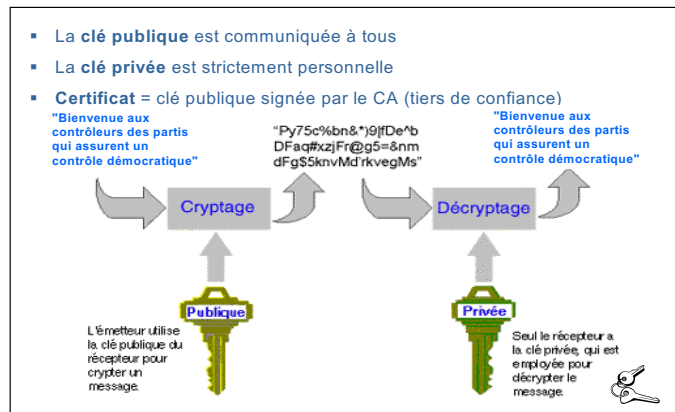 La clé publique est communiquée à tous
La clé privée est strictement personnelle
Certificat = clé publique signée par le CA (tiers de confiance)
"Bienvenue aux
contrôleurs des partis
qui assurent un
contrôle démocratique"
"Py75c%bn&*)9|fDe^b
DFaq#xzjFr@g5=&nm
dFg$5knvMd'rkvegMs"
"Bienvenue aux
contrôleurs des partis
qui assurent un
contrôle démocratique"
Cryptage
Décryptage
Publique
L'émetteur utilise
la clé publique du
récepteur pour
crypter un
message.
Privée
Seul le récepteur a
la clé privée, qui est
employée pour
décrypter le
message.